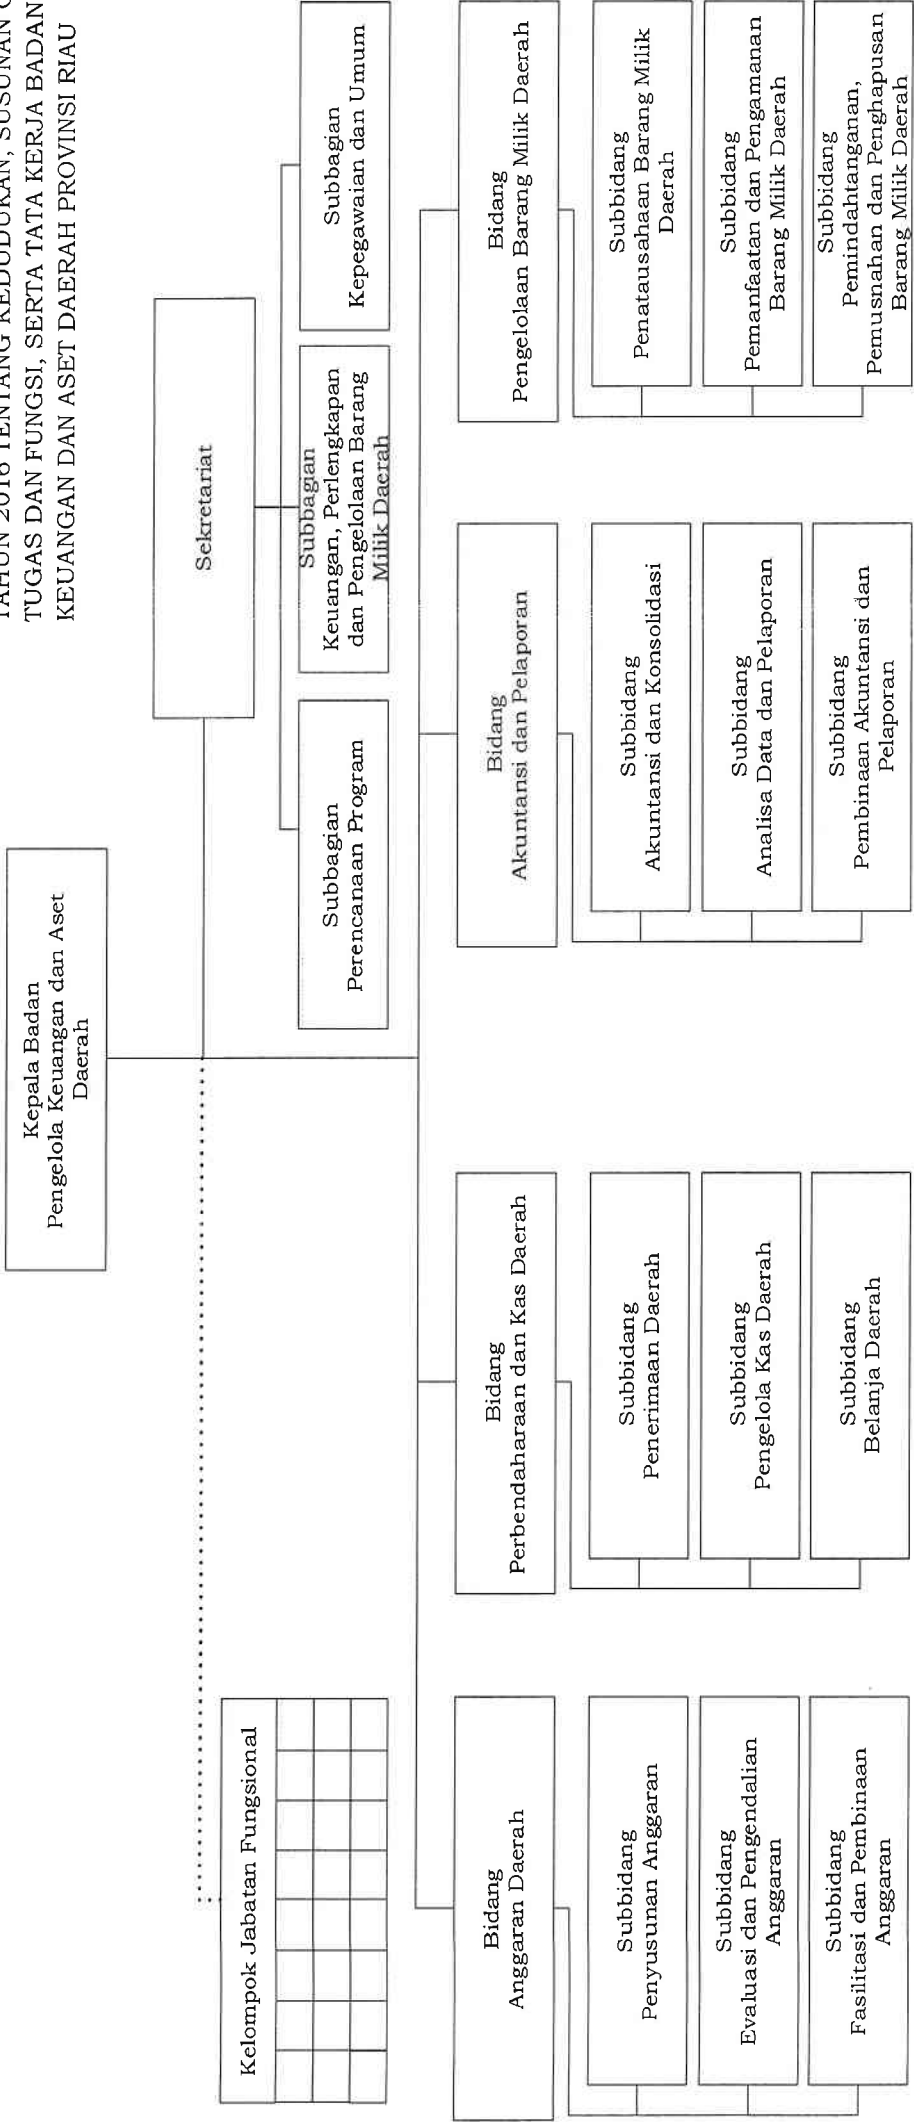 TAHUN 2016 TENTANG KEDUDUKAN, SUSUNAN
TUGAS DAN FUNGSI, SERTA TATA KERJA BADAN
KEUANGAN DAN ASET DAERAH PROVINSI RIAU
Kepala Badan
Pengelola Keuangan dan Aset
Daerah
Sekretariat
Kelompok Jabatan Fungsional
Subbagian
Perencanaan Program
Subbagian
Keuangan, Perlengkapan
dan Pengelolaan Barang
Milik Daerah
Subbagian
Kepegawaian dan Umum
Bidang
Anggaran Daerah
Subbidang
Penyusunan Anggaran
Subbidang
Evaluasi dan Pengendalian
Anggaran
Subbidang
Fasilitasi dan Pembinaan
Anggaran
Bidang
Perbendaharaan dan Kas Daerah
Subbidang
Penerimaan Daerah
Subbidang
Pengelola Kas Daerah
Subbidang
Belanja Daerah
Bidang
Akuntansi dan Pelaporan
Subbidang
Akuntansi dan Konsolidasi
Subbidang
Analisa Data dan Pelaporan
Subbidang
Pembinaan Akuntansi dan
Pelaporan
Bidang
Pengelolaan Barang Milik Daerah
Subbidang
Penatausahaan Barang Milik
Daerah
Subbidang
Pemanfaatan dan Pengamanan
Barang Milik Daerah
Subbidang
Pemindahtanganan,
Pemusnahan dan Penghapusan
Barang Milik Daerah